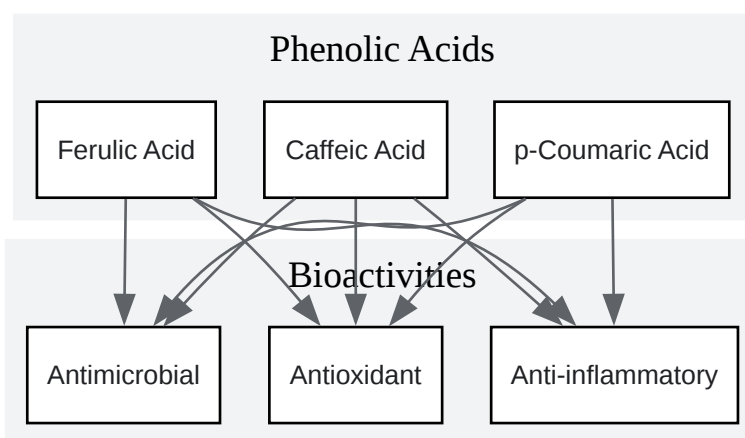 Phenolic Acids
Ferulic Acid
Caffeic Acid
p-Coumaric Acid
Bioactivities
Antimicrobial
Antioxidant
Anti-inflammatory